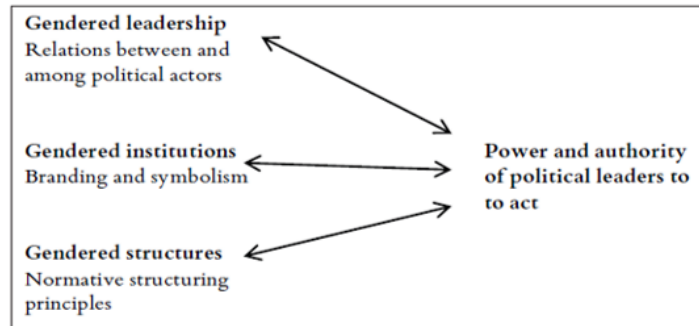 Gendered leadership
Relations between and
among political actors
Gendered institutions
Branding and symbolism
Gendered structures
Normative structuring
principles
Power and authority
of political leaders to
to act